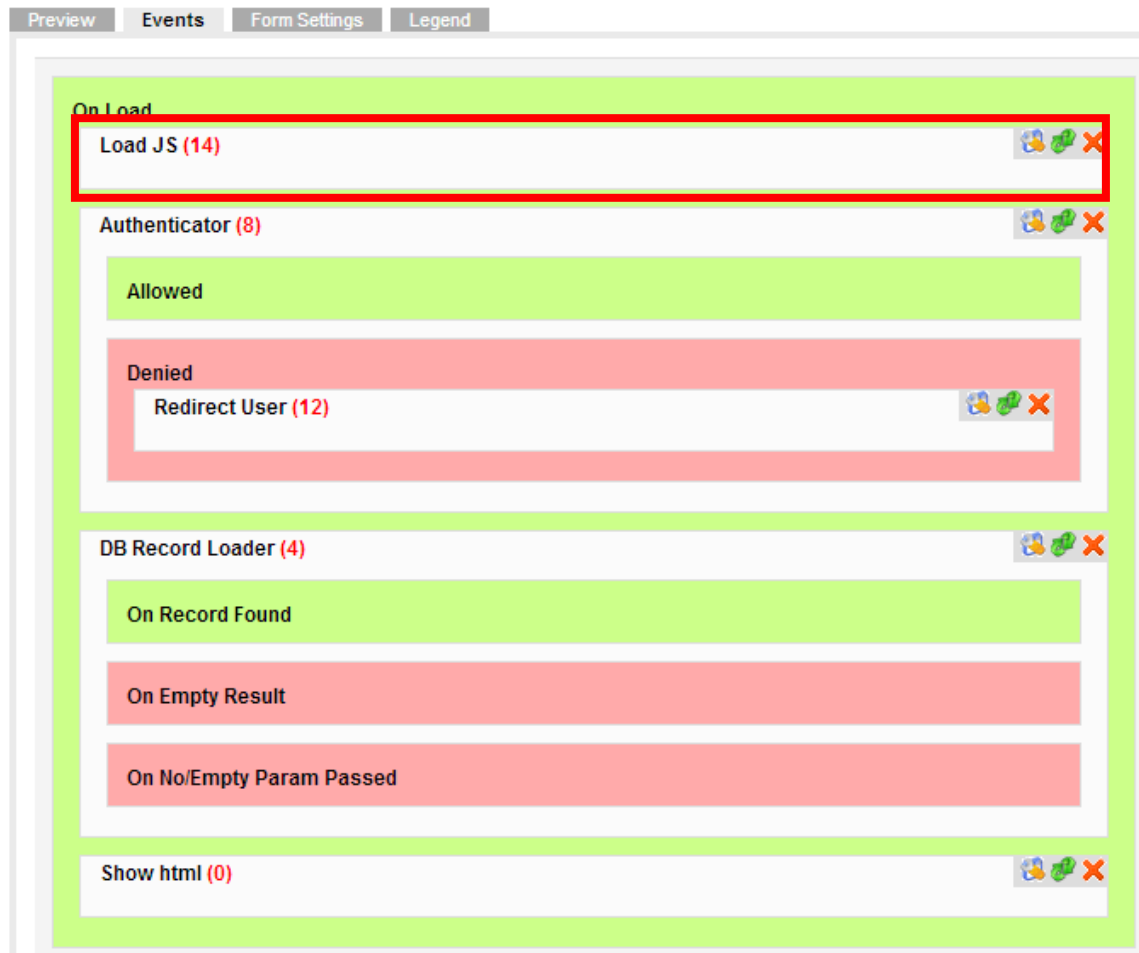 Preview Events Form Settings Legend
On Load
Load JS (14)
Authenticator (8)
Allowed
Denied
Redirect User (12)
DB Record Loader (4)
On Record Found
On Empty Result
On No/Empty Param Passed
Show html (0)